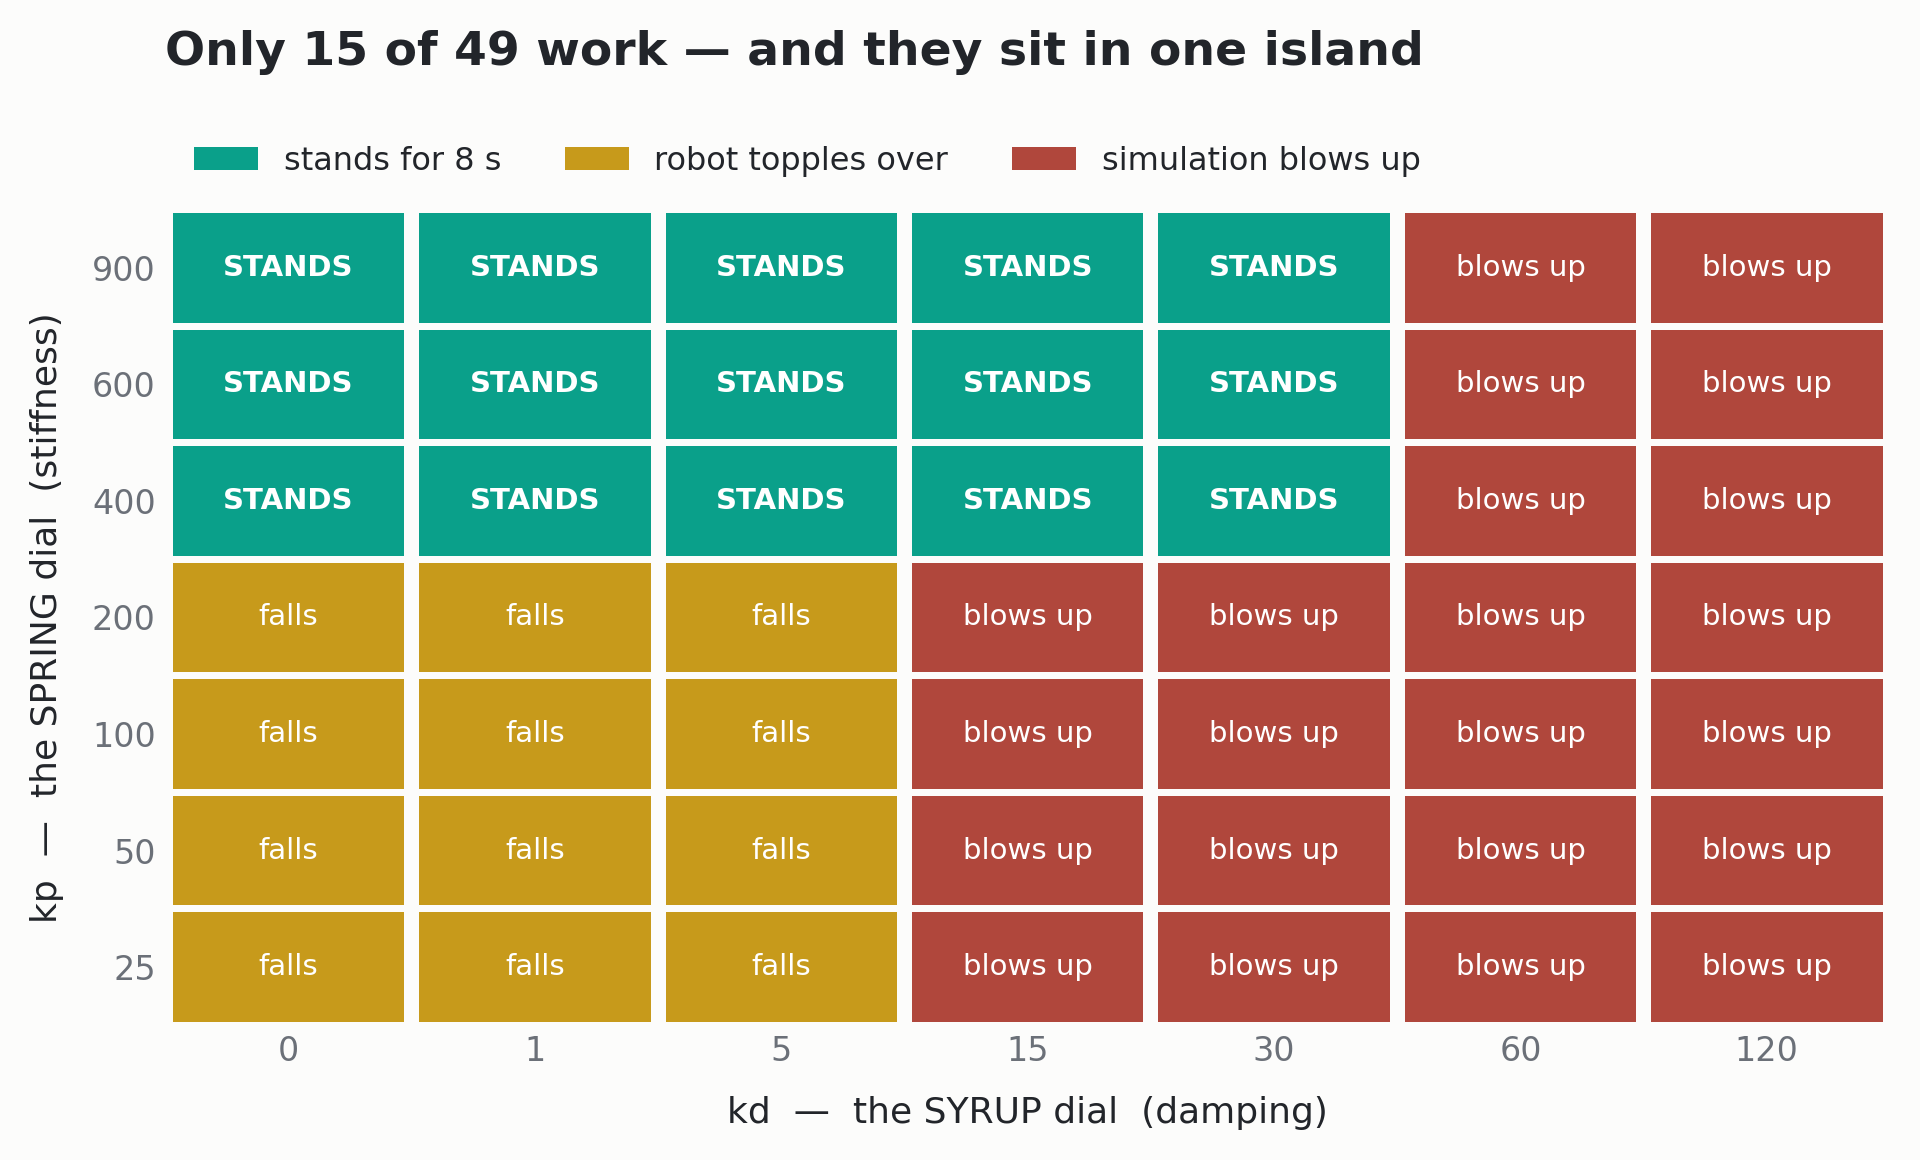 Only 15 of 49 work — and they sit in one island
stands for 8 s robot topples over simulation blows up
kp — the SPRING dial (stiffness)
900 STANDS STANDS STANDS STANDS STANDS blows up blows up
600 STANDS STANDS STANDS STANDS STANDS blows up blows up
400 STANDS STANDS STANDS STANDS STANDS blows up blows up
200 falls falls falls blows up blows up blows up blows up
100 falls falls falls blows up blows up blows up blows up
50 falls falls falls blows up blows up blows up blows up
25 falls falls falls blows up blows up blows up blows up
0 1 5 15 30 60 120
kd — the SYRUP dial (damping)